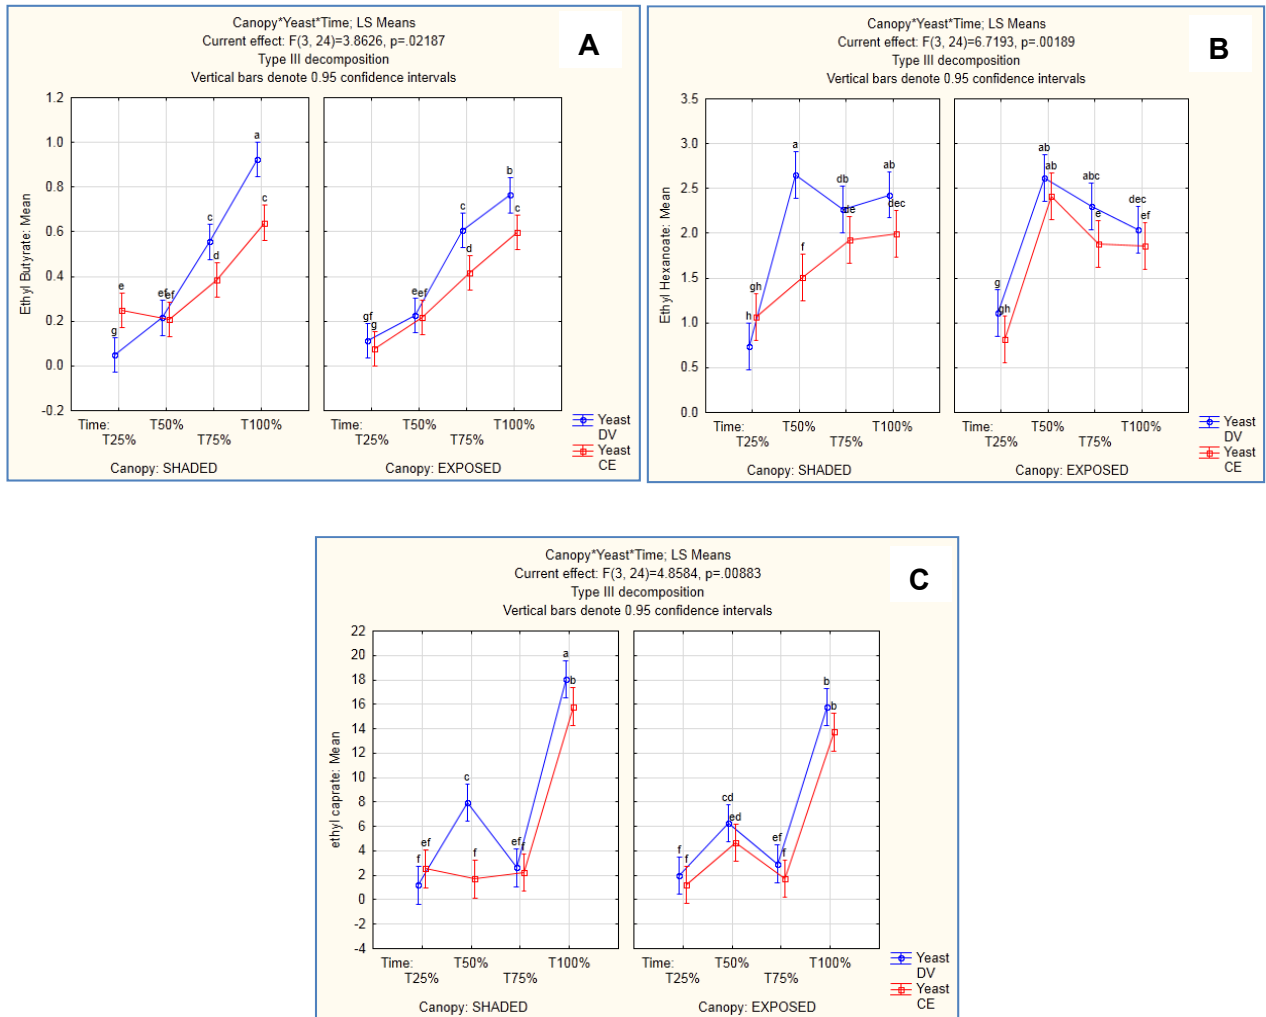 Canopy*Yeast*Time; LS Means
Current effect: F(3, 24)=3.8626, p=.02187
Type III decomposition
Vertical bars denote 0.95 confidence intervals
A
Ethyl Butyrate: Mean
1.2
1.0
0.8
0.6
0.4
0.2
0.0
-0.2
g
e
ef
ef
c
d
a
c
gf
g
e
ef
c
d
b
c
Time:
T25%
T50%
T75%
T100%
Canopy: SHADED
T25%
T50%
T75%
T100%
Canopy: EXPOSED
Yeast
DV
Yeast
CE
Canopy*Yeast*Time; LS Means
Current effect: F(3, 24)=6.7193, p=.00189
Type III decomposition
Vertical bars denote 0.95 confidence intervals
B
Ethyl Hexanoate: Mean
3.5
3.0
2.5
2.0
1.5
1.0
0.5
0.0
h
gh
a
f
db
de
ab
dec
g
gh
ab
ab
abc
e
dec
ef
Time:
T25%
T50%
T75%
T100%
Canopy: SHADED
T25%
T50%
T75%
T100%
Canopy: EXPOSED
Yeast
DV
Yeast
CE
Canopy*Yeast*Time; LS Means
Current effect: F(3, 24)=4.8584, p=.00883
Type III decomposition
Vertical bars denote 0.95 confidence intervals
C
ethyl caprate: Mean
22
20
18
16
14
12
10
8
6
4
2
0
-2
-4
f
ef
c
f
ef
f
a
b
f
f
cd
ed
ef
f
b
b
Time:
T25%
T50%
T75%
T100%
Canopy: SHADED
T25%
T50%
T75%
T100%
Canopy: EXPOSED
Yeast
DV
Yeast
CE